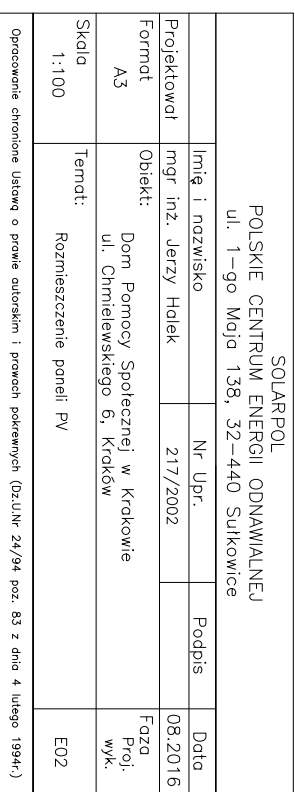 SOLARPOL
POLSKIE CENTRUM ENERGII ODNAWIALNEJ
ul. 1-go Maja 138, 32-440 Sułkowice
Imię i nazwisko Nr Upr. Podpis Data
Projektował mgr inż. Jerzy Halek 217/2002 08.2016
Format Obiekt: Faza
A3 Dom Pomocy Społecznej w Krakowie Proj.
ul. Chmielewskiego 6, Kraków wyk.
Skala Temat:
1:100 Rozmieszczenie paneli PV E02
Opracowanie chronione Ustawą o prawie autorskim i prawach pokrewnych (Dz.U.Nr 24/94 poz. 83 z dnia 4 lutego 1994r.)